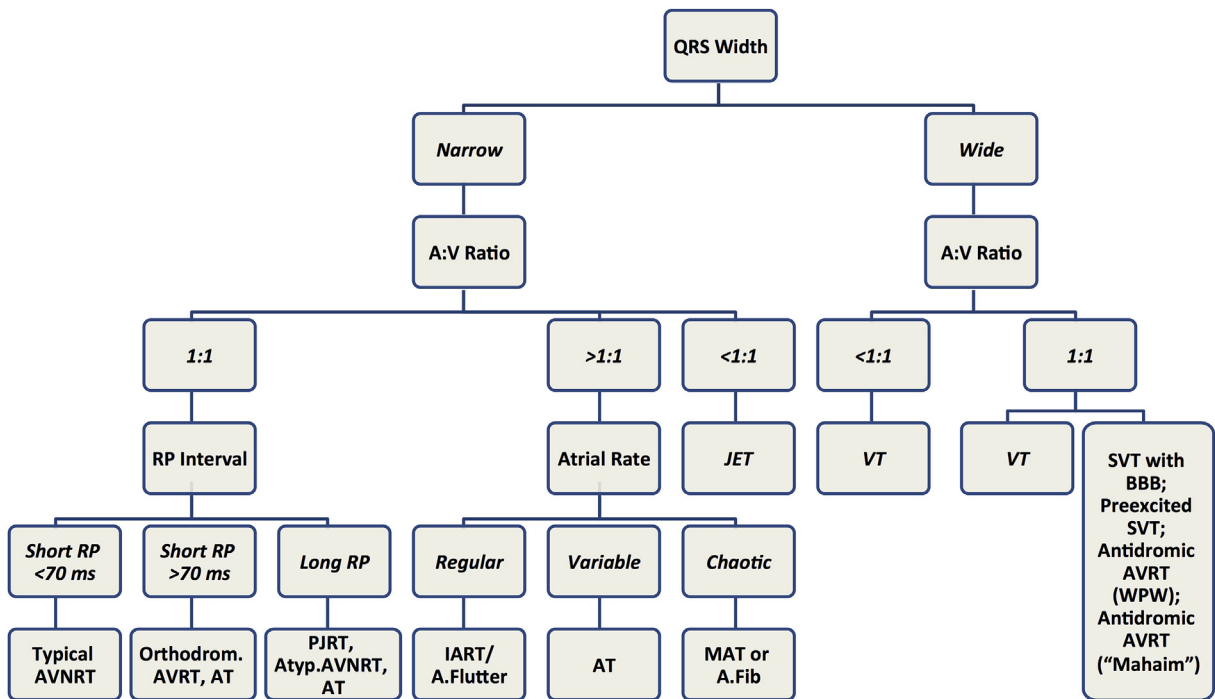 QRS Width
Narrow
Wide
A:V Ratio
A:V Ratio
1:1
>1:1
<1:1
<1:1
1:1
RP Interval
Atrial Rate
JET
VT
VT
SVT with
BBB;
Preexcited
SVT;
Antidromic
AVRT
(WPW);
Antidromic
AVRT
(“Mahaim”)
Short RP
<70 ms
Short RP
>70 ms
Long RP
Regular
Variable
Chaotic
Typical
AVNRT
Orthodrom.
AVRT, AT
PJRT,
Atyp.AVNRT,
AT
IART/
A.Flutter
AT
MAT or
A.Fib